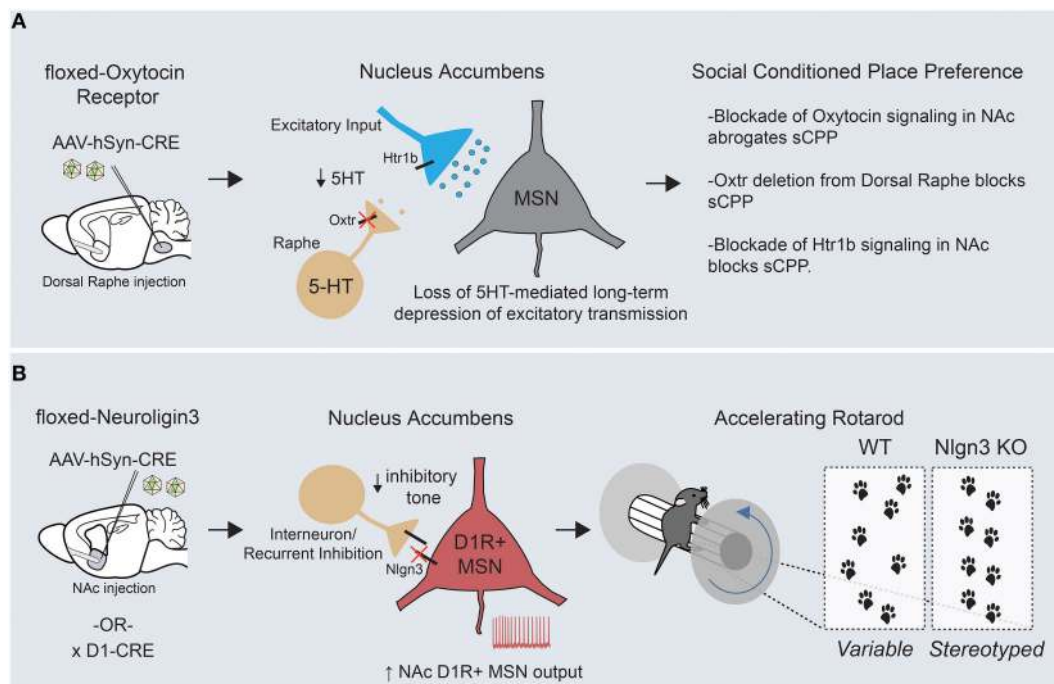 A
floxed-Oxytocin
Receptor
AAV-hSyn-CRE
Dorsal Raphe injection
Nucleus Accumbens
Excitatory Input
Htr1b
↓ 5HT
Oxtr
Raphe
5-HT
MSN
Loss of 5HT-mediated long-term
depression of excitatory transmission
Social Conditioned Place Preference
-Blockade of Oxytocin signaling in NAc
abrogates sCPP
-Oxtr deletion from Dorsal Raphe blocks
sCPP
-Blockade of Htr1b signaling in NAc
blocks sCPP.
B
floxed-Neuroligin3
AAV-hSyn-CRE
NAc injection
-OR-
x D1-CRE
Nucleus Accumbens
↓ inhibitory
tone
Interneuron/
Recurrent Inhibition
Nlgn3
D1R+
MSN
↑ NAc D1R+ MSN output
Accelerating Rotarod
WT
Nlgn3 KO
Variable
Stereotyped